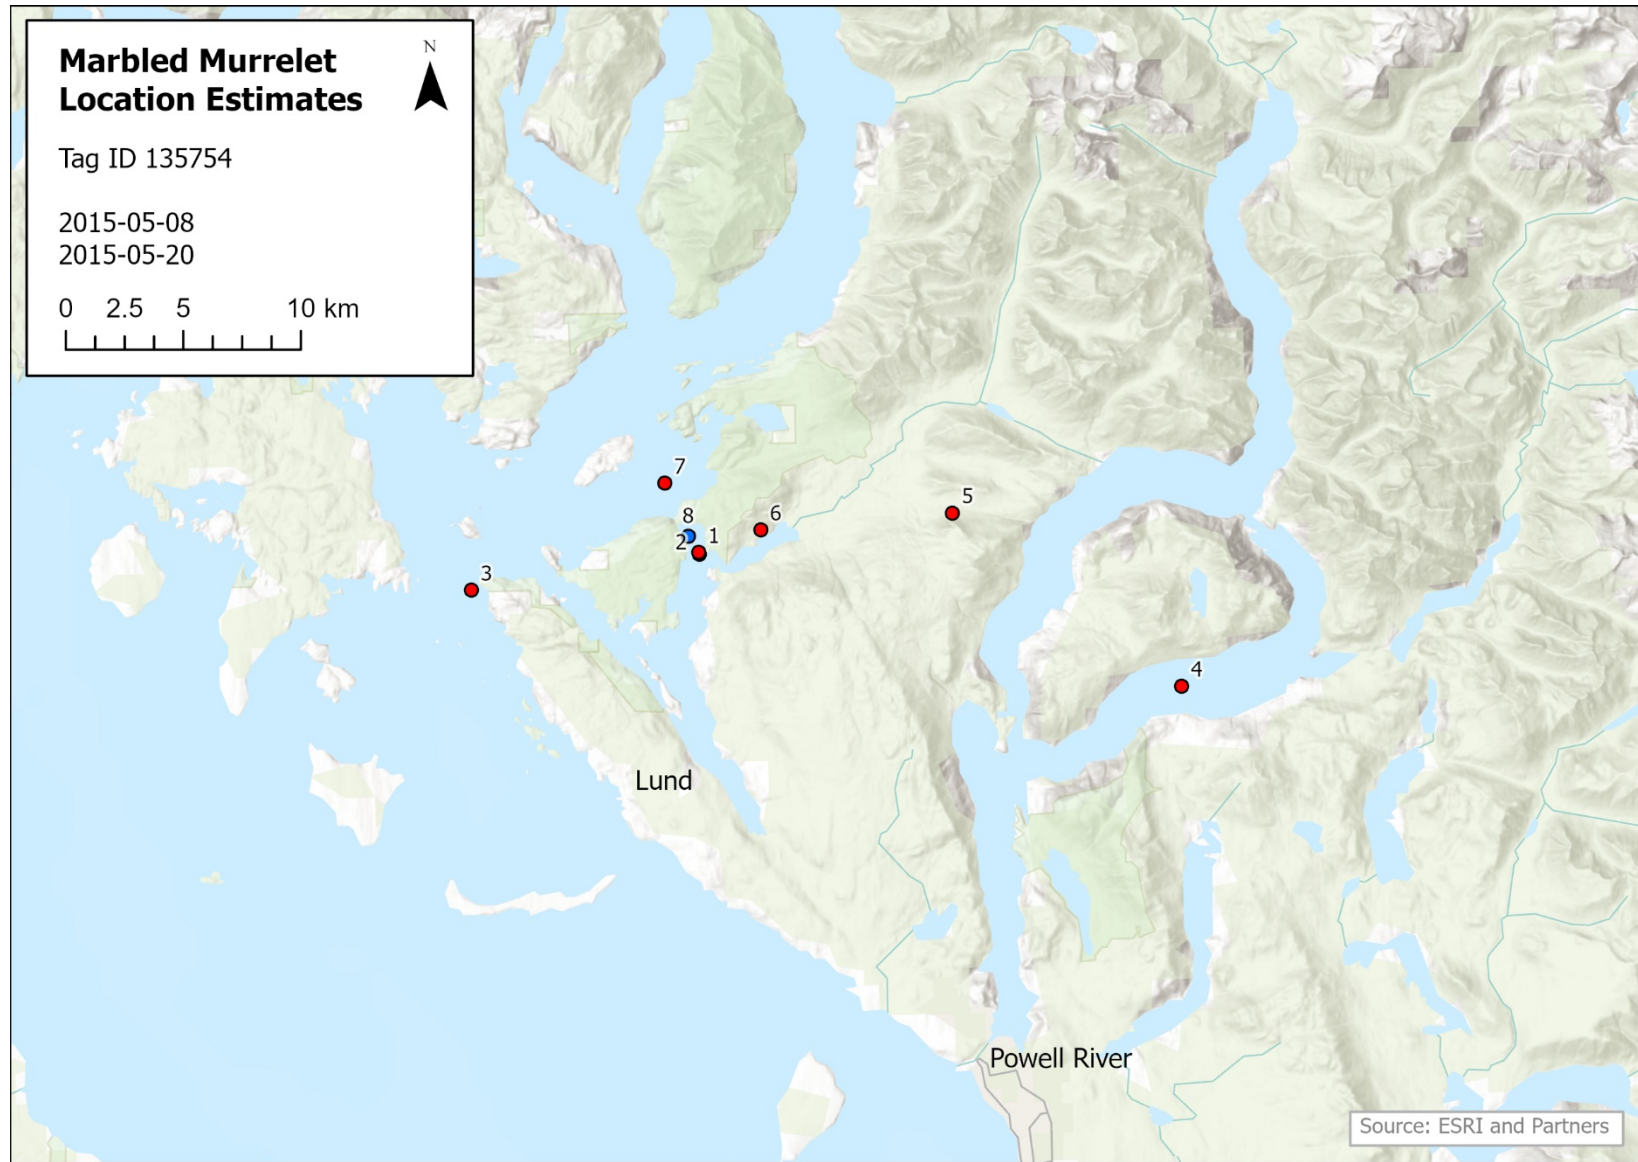 Marbled Murrelet
Location Estimates
N
Tag ID 135754
2015-05-08
2015-05-20
0 2.5 5 10 km
7
5
8
6
2
1
3
4
Lund
Powell River
Source: ESRI and Partners